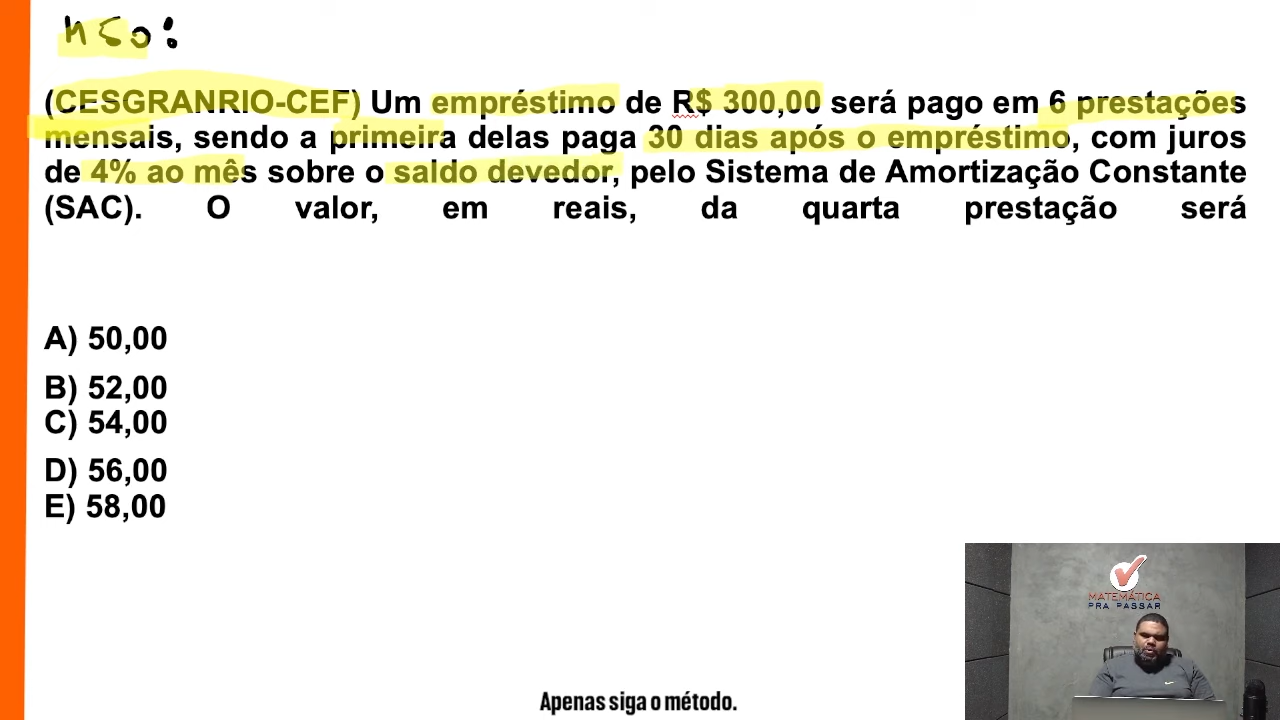 (CESGRANRIO-CEF) Um empréstimo de R$ 300,00 será pago em 6 prestações
mensais, sendo a primeira delas paga 30 dias após o empréstimo, com juros
de 4% ao mês sobre o saldo devedor, pelo Sistema de Amortização Constante
(SAC). O valor, em reais, da quarta prestação será
A) 50,00
B) 52,00
C) 54,00
D) 56,00
E) 58,00
MATEMÁTICA
PRA PASSAR
Apenas siga o método.